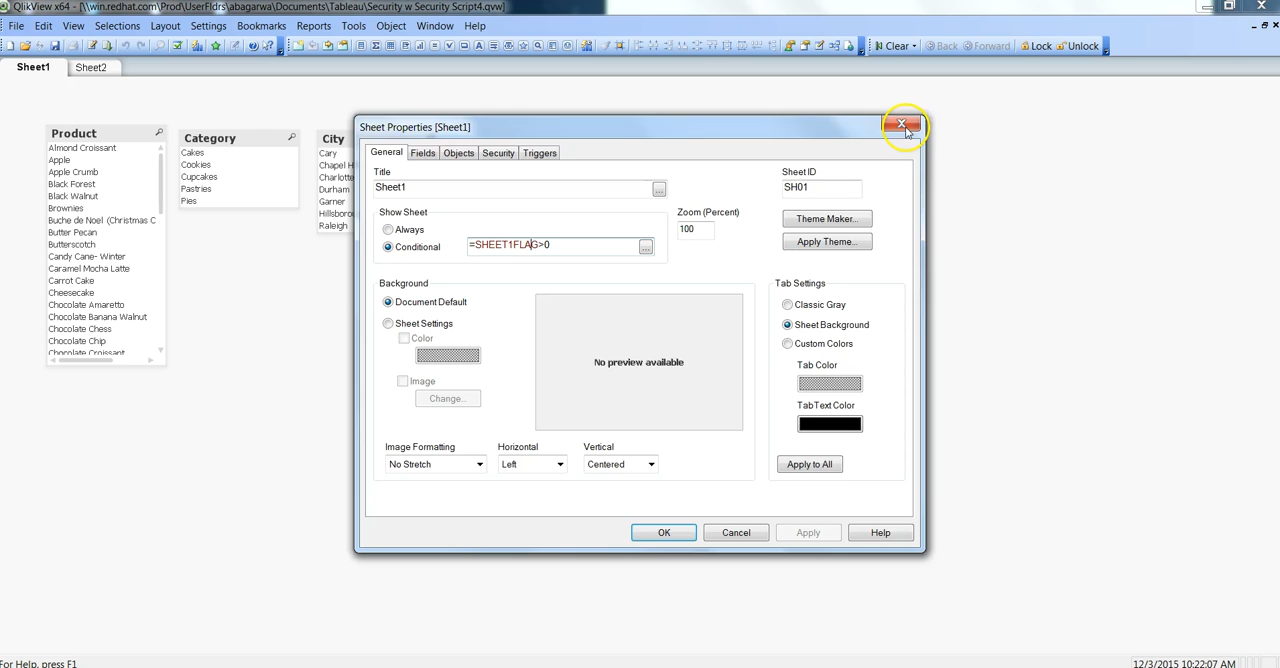 QlikView x64 - [\\win.redhat.com\Prod\UserFldrs\abagarwa\Documents\Tableau\Security w Security Script4.qvw]
File Edit View Selections Layout Settings Bookmarks Reports Tools Object Window Help
Clear Back Forward Lock Unlock
Sheet1 Sheet2
Product
Almond Croissant
Apple
Apple Crumb
Black Forest
Black Walnut
Brownies
Buche de Noel (Christmas C
Butter Pecan
Butterscotch
Candy Cane- Winter
Caramel Mocha Latte
Carrot Cake
Cheesecake
Chocolate Amaretto
Chocolate Banana Walnut
Chocolate Chess
Chocolate Chip
Chocolate Croissant
Category
Cakes
Cookies
Cupcakes
Pastries
Pies
City
Cary
Chapel H
Charlotte
Durham
Garner
Hillsboro
Raleigh
Sheet Properties [Sheet1]
General Fields Objects Security Triggers
Title
Sheet1
...
Sheet ID
SH01
Show Sheet
Always
Conditional
=SHEET1FLAG>0
...
Zoom (Percent)
100
Theme Maker...
Apply Theme...
Background
Document Default
Sheet Settings
Color
Image
Change...
No preview available
Image Formatting
No Stretch
Horizontal
Left
Vertical
Centered
Tab Settings
Classic Gray
Sheet Background
Custom Colors
Tab Color
Tab Text Color
Apply to All
OK Cancel Apply Help
For Help, press F1
12/3/2015 10:22:07 AM